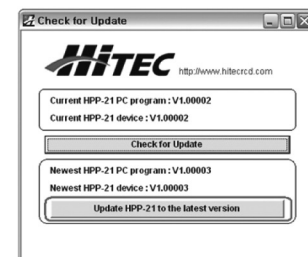 Check for Update
HiTEC http://www.hitecrcd.com
Current HPP-21 PC program : V1.00002
Current HPP-21 device : V1.00002
Check for Update
Newest HPP-21 PC program : V1.00003
Newest HPP-21 device : V1.00003
Update HPP-21 to the latest version